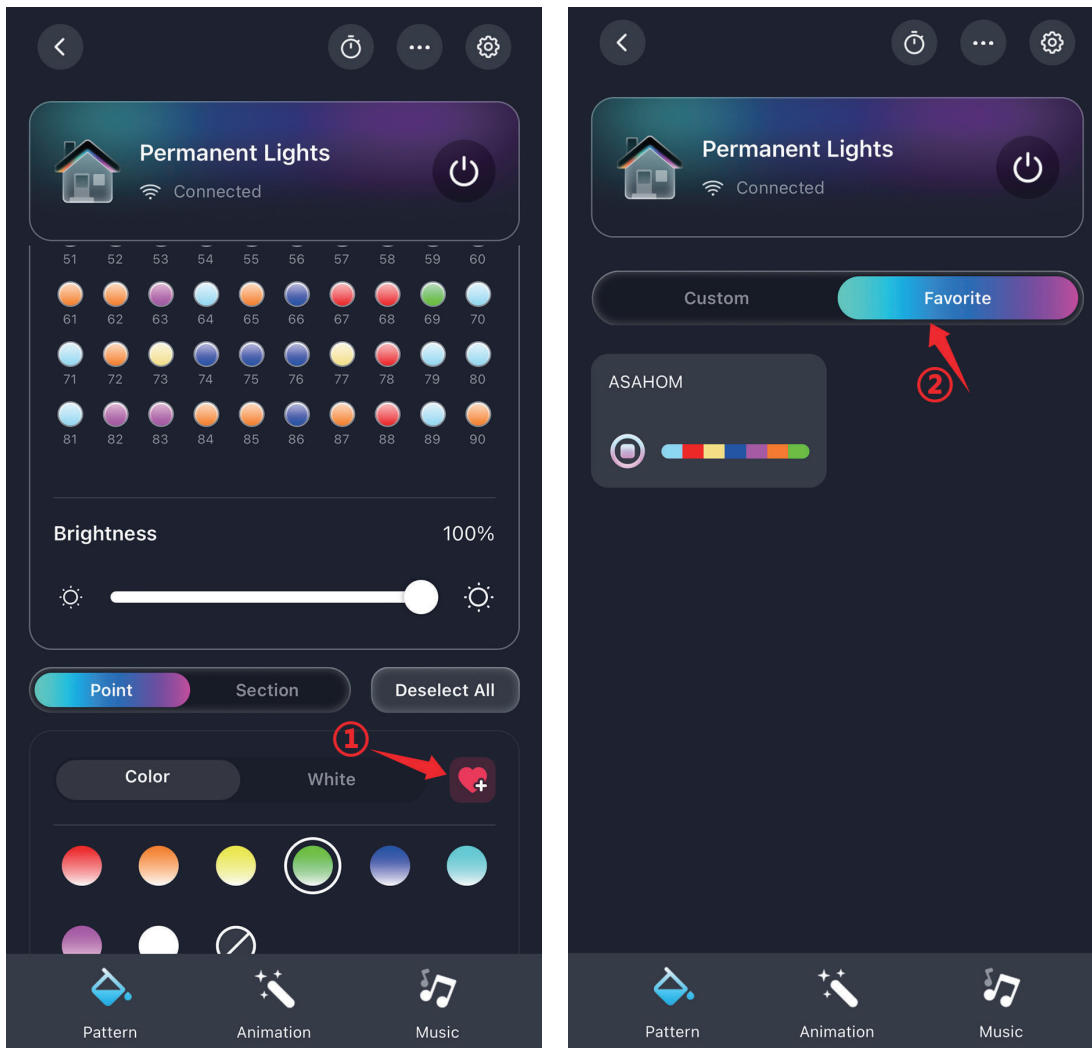 Permanent Lights
Connected
51 52 53 54 55 56 57 58 59 60
61 62 63 64 65 66 67 68 69 70
71 72 73 74 75 76 77 78 79 80
81 82 83 84 85 86 87 88 89 90
Brightness 100%
Point Section Deselect All
①
Color White
Pattern Animation Music
Permanent Lights
Connected
Custom Favorite
②
ASAHOM
Pattern Animation Music